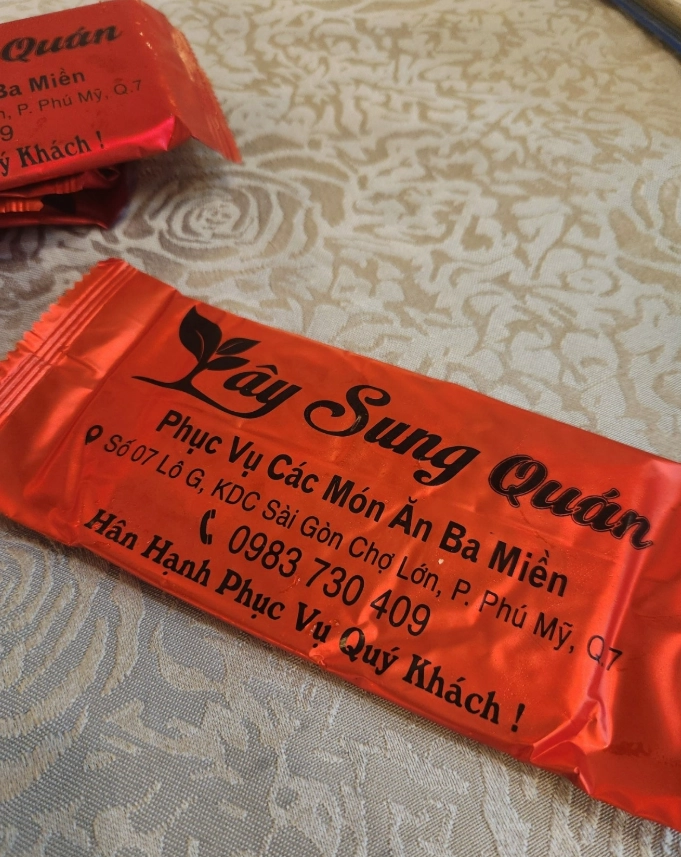 Quán
Ba Miền
n, P. Phú Mỹ, Q.7
9
ý Khách !
Cây Sung Quán
Phục Vụ Các Món Ăn Ba Miền
Số 07 Lô G, KDC Sài Gòn Chợ Lớn, P. Phú Mỹ, Q.7
0983 730 409
Hân Hạnh Phục Vụ Quý Khách !